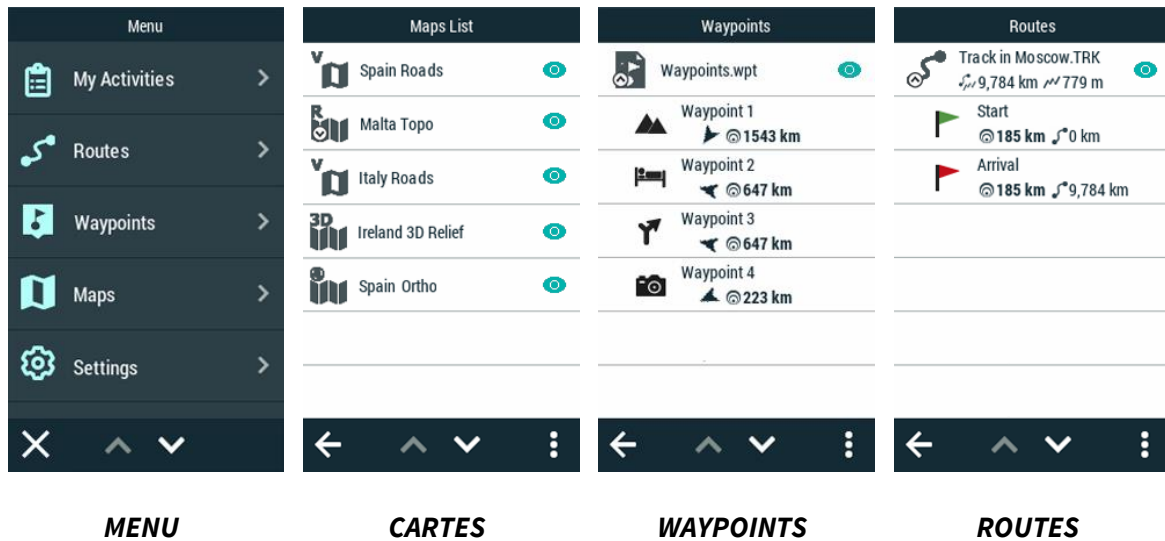 Menu
My Activities
Routes
Waypoints
Maps
Settings
Maps List
V
Spain Roads
R
Malta Topo
V
Italy Roads
3D
Ireland 3D Relief
Spain Ortho
Waypoints
Waypoints.wpt
Waypoint 1
1543 km
Waypoint 2
647 km
Waypoint 3
647 km
Waypoint 4
223 km
Routes
Track in Moscow.TRK
9,784 km 779 m
Start
185 km 0 km
Arrival
185 km 9,784 km
MENU
CARTES
WAYPOINTS
ROUTES